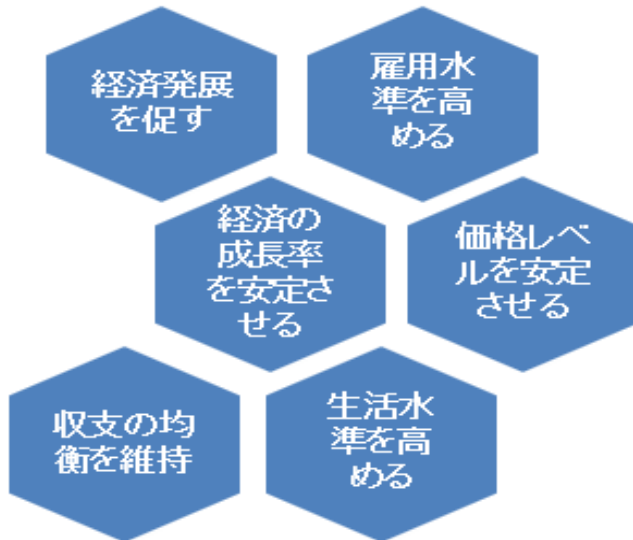 経済発展
を促す
雇用水
準を高
める
経済の
成長率
を安定さ
せる
価格レベ
ルを安定
させる
収支の均
衡を維持
生活水
準を高
める